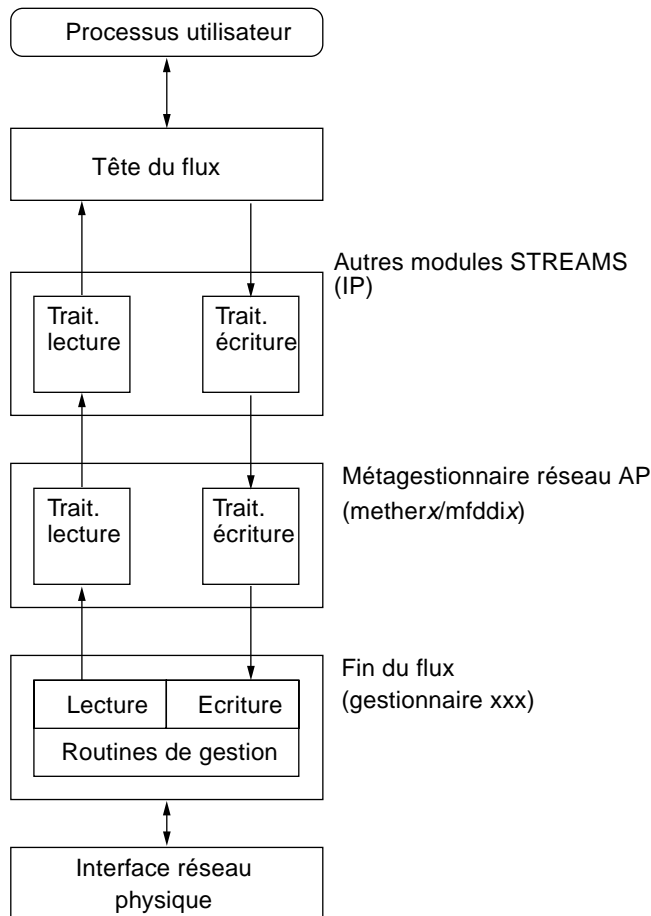 Processus utilisateur
Tête du flux
Autres modules STREAMS
(IP)
Trait.
lecture
Trait.
écriture
Métagestionnaire réseau AP
(metherx/mfddix)
Trait.
lecture
Trait.
écriture
Fin du flux
(gestionnaire xxx)
Lecture
Ecriture
Routines de gestion
Interface réseau
physique